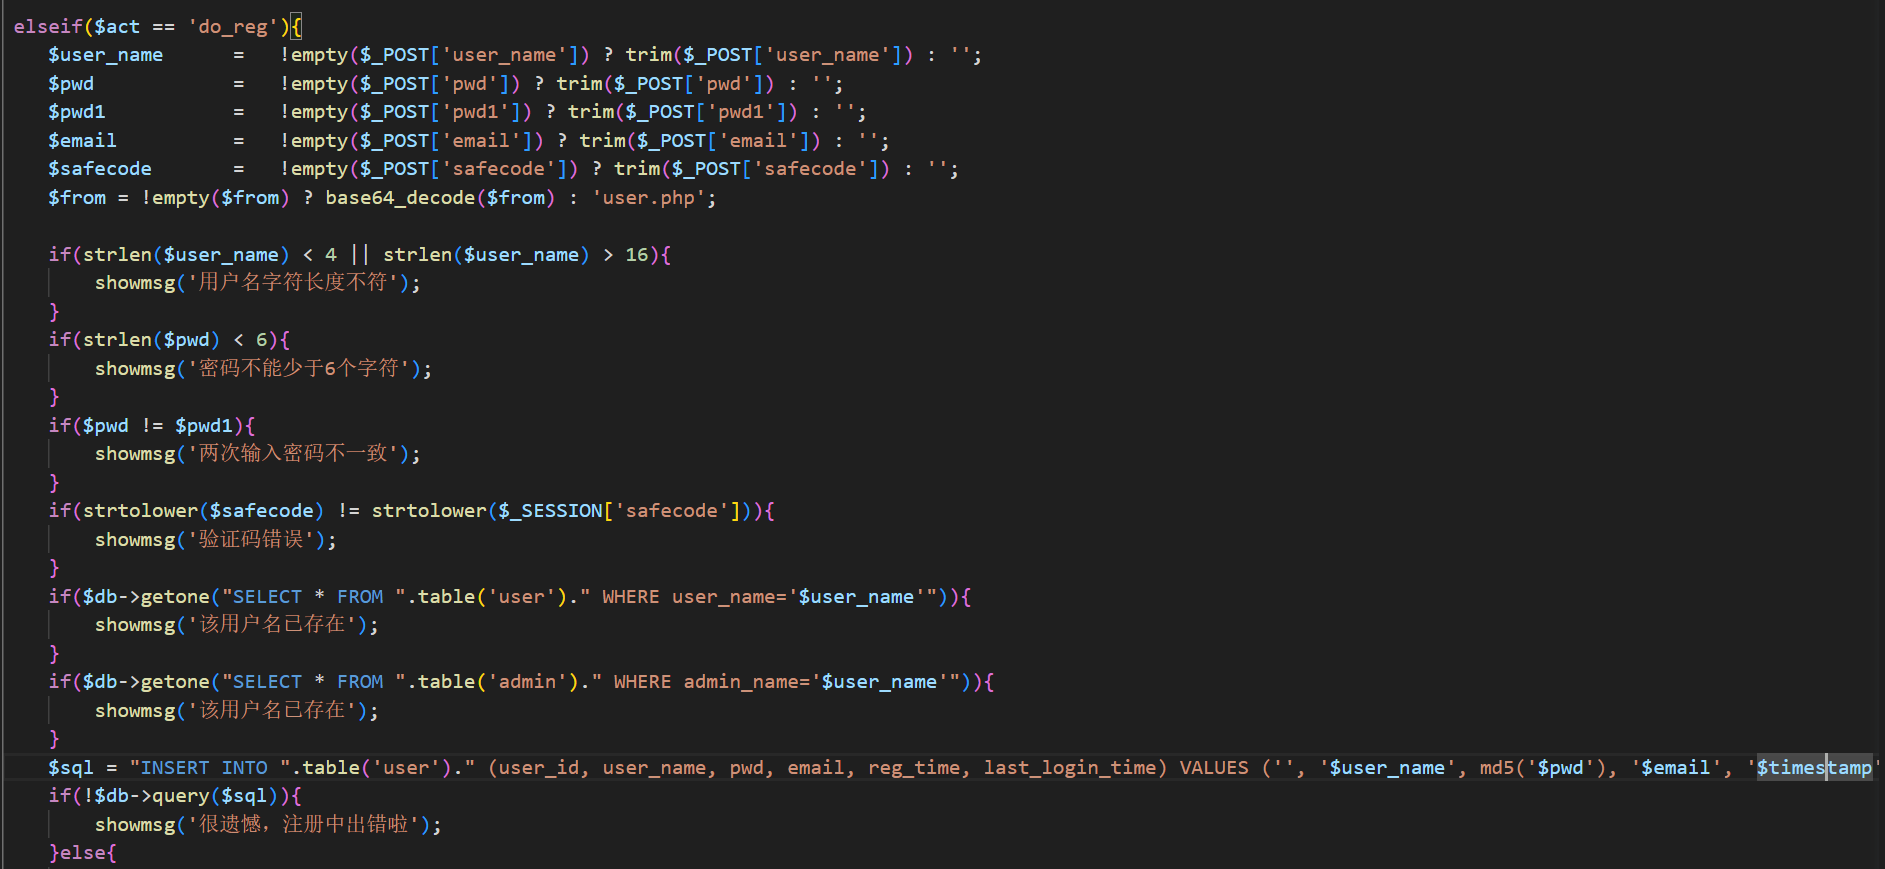 elseif($act == 'do_reg'){
$user_name      =   !empty($_POST['user_name']) ? trim($_POST['user_name']) : '';
$pwd            =   !empty($_POST['pwd']) ? trim($_POST['pwd']) : '';
$pwd1           =   !empty($_POST['pwd1']) ? trim($_POST['pwd1']) : '';
$email          =   !empty($_POST['email']) ? trim($_POST['email']) : '';
$safecode       =   !empty($_POST['safecode']) ? trim($_POST['safecode']) : '';
$from = !empty($from) ? base64_decode($from) : 'user.php';
if(strlen($user_name) < 4 || strlen($user_name) > 16){
showmsg('用户名字符长度不符');
}
if(strlen($pwd) < 6){
showmsg('密码不能少于6个字符');
}
if($pwd != $pwd1){
showmsg('两次输入密码不一致');
}
if(strtolower($safecode) != strtolower($_SESSION['safecode'])){
showmsg('验证码错误');
}
if($db->getone("SELECT * FROM ".table('user')." WHERE user_name='$user_name'")){
showmsg('该用户名已存在');
}
if($db->getone("SELECT * FROM ".table('admin')." WHERE admin_name='$user_name'")){
showmsg('该用户名已存在');
}
$sql = "INSERT INTO ".table('user')." (user_id, user_name, pwd, email, reg_time, last_login_time) VALUES ('', '$user_name', md5('$pwd'), '$email', '$timestamp'
if(!$db->query($sql)){
showmsg('很遗憾，注册中出错啦');
}else{